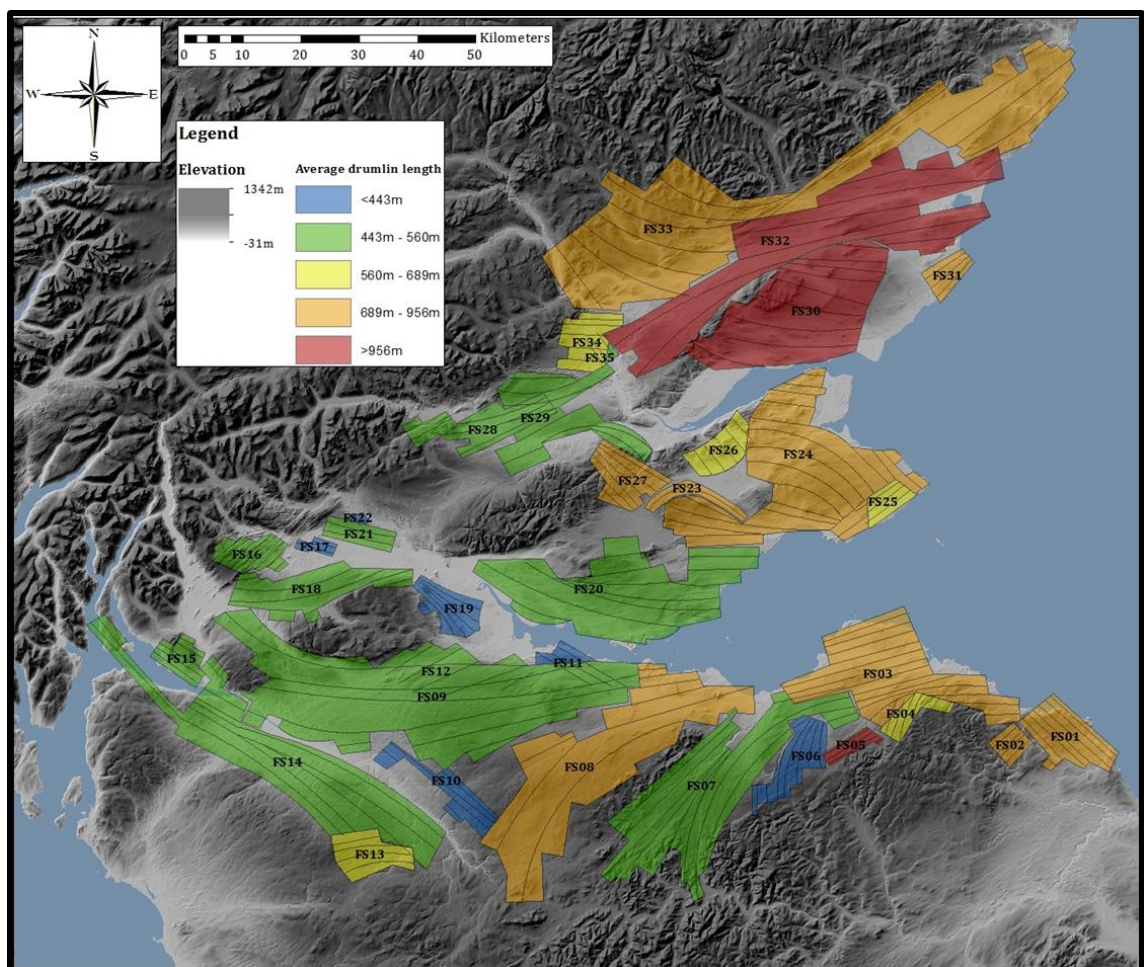 N
W E
S
Kilometers
0 5 10 20 30 40 50
Legend
Elevation
1342m
-31m
Average drumlin length
<443m
443m - 560m
560m - 689m
689m - 956m
>956m
FS33
FS32
FS31
FS30
FS34
FS35
FS29
FS28
FS26
FS24
FS27
FS23
FS25
FS22
FS21
FS17
FS16
FS18
FS20
FS19
FS15
FS12
FS11
FS09
FS03
FS04
FS02
FS01
FS05
FS06
FS14
FS10
FS08
FS07
FS13